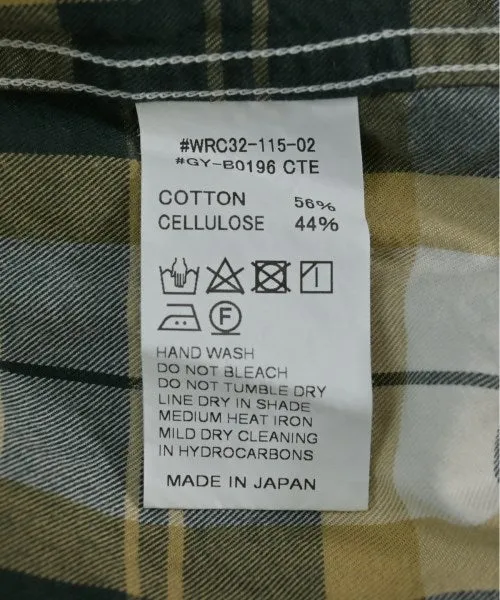 #WRC32-115-02
#GY-B0196 CTE
COTTON 56%
CELLULOSE 44%
F
HAND WASH
DO NOT BLEACH
DO NOT TUMBLE DRY
LINE DRY IN SHADE
MEDIUM HEAT IRON
MILD DRY CLEANING
IN HYDROCARBONS
MADE IN JAPAN